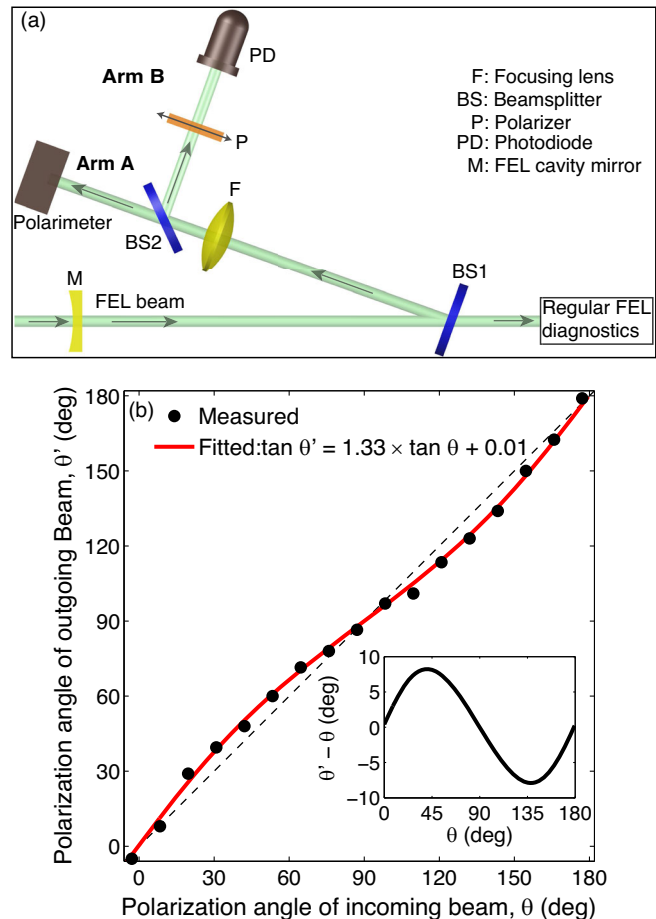 (a)
PD
Arm B
F: Focusing lens
BS: Beamsplitter
P: Polarizer
PD: Photodiode
M: FEL cavity mirror
P
Arm A
F
Polarimeter
BS2
BS1
M
FEL beam
Regular FEL
diagnostics
(b)
Measured
Fitted:tan θ' = 1.33 × tan θ + 0.01
Polarization angle of outgoing Beam, θ' (deg)
180
150
120
90
60
30
0
0 30 60 90 120 150 180
Polarization angle of incoming beam, θ (deg)
θ' − θ (deg)
10
5
0
−5
−10
0 45 90 135 180
θ (deg)